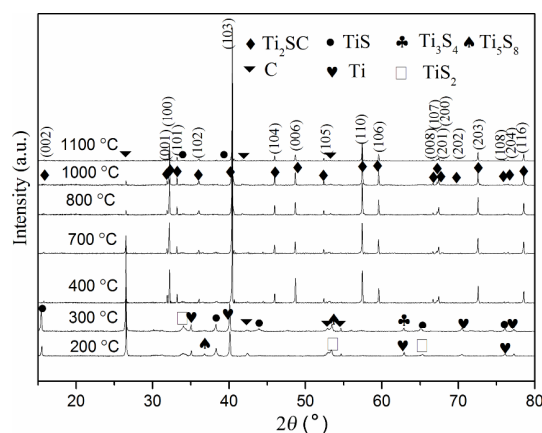 (103)
Ti₂SC TiS Ti₃S₄ Ti₅S₈
C Ti TiS₂
(002)
(001)
(100)
(101)
(102)
(104)
(006)
(105)
(110)
(106)
(008)
(107)
(201)
(200)
(202)
(203)
(108)
(204)
(116)
1100 °C
1000 °C
800 °C
700 °C
400 °C
300 °C
200 °C
Intensity (a.u.)
20 30 40 50 60 70 80
2θ (°)